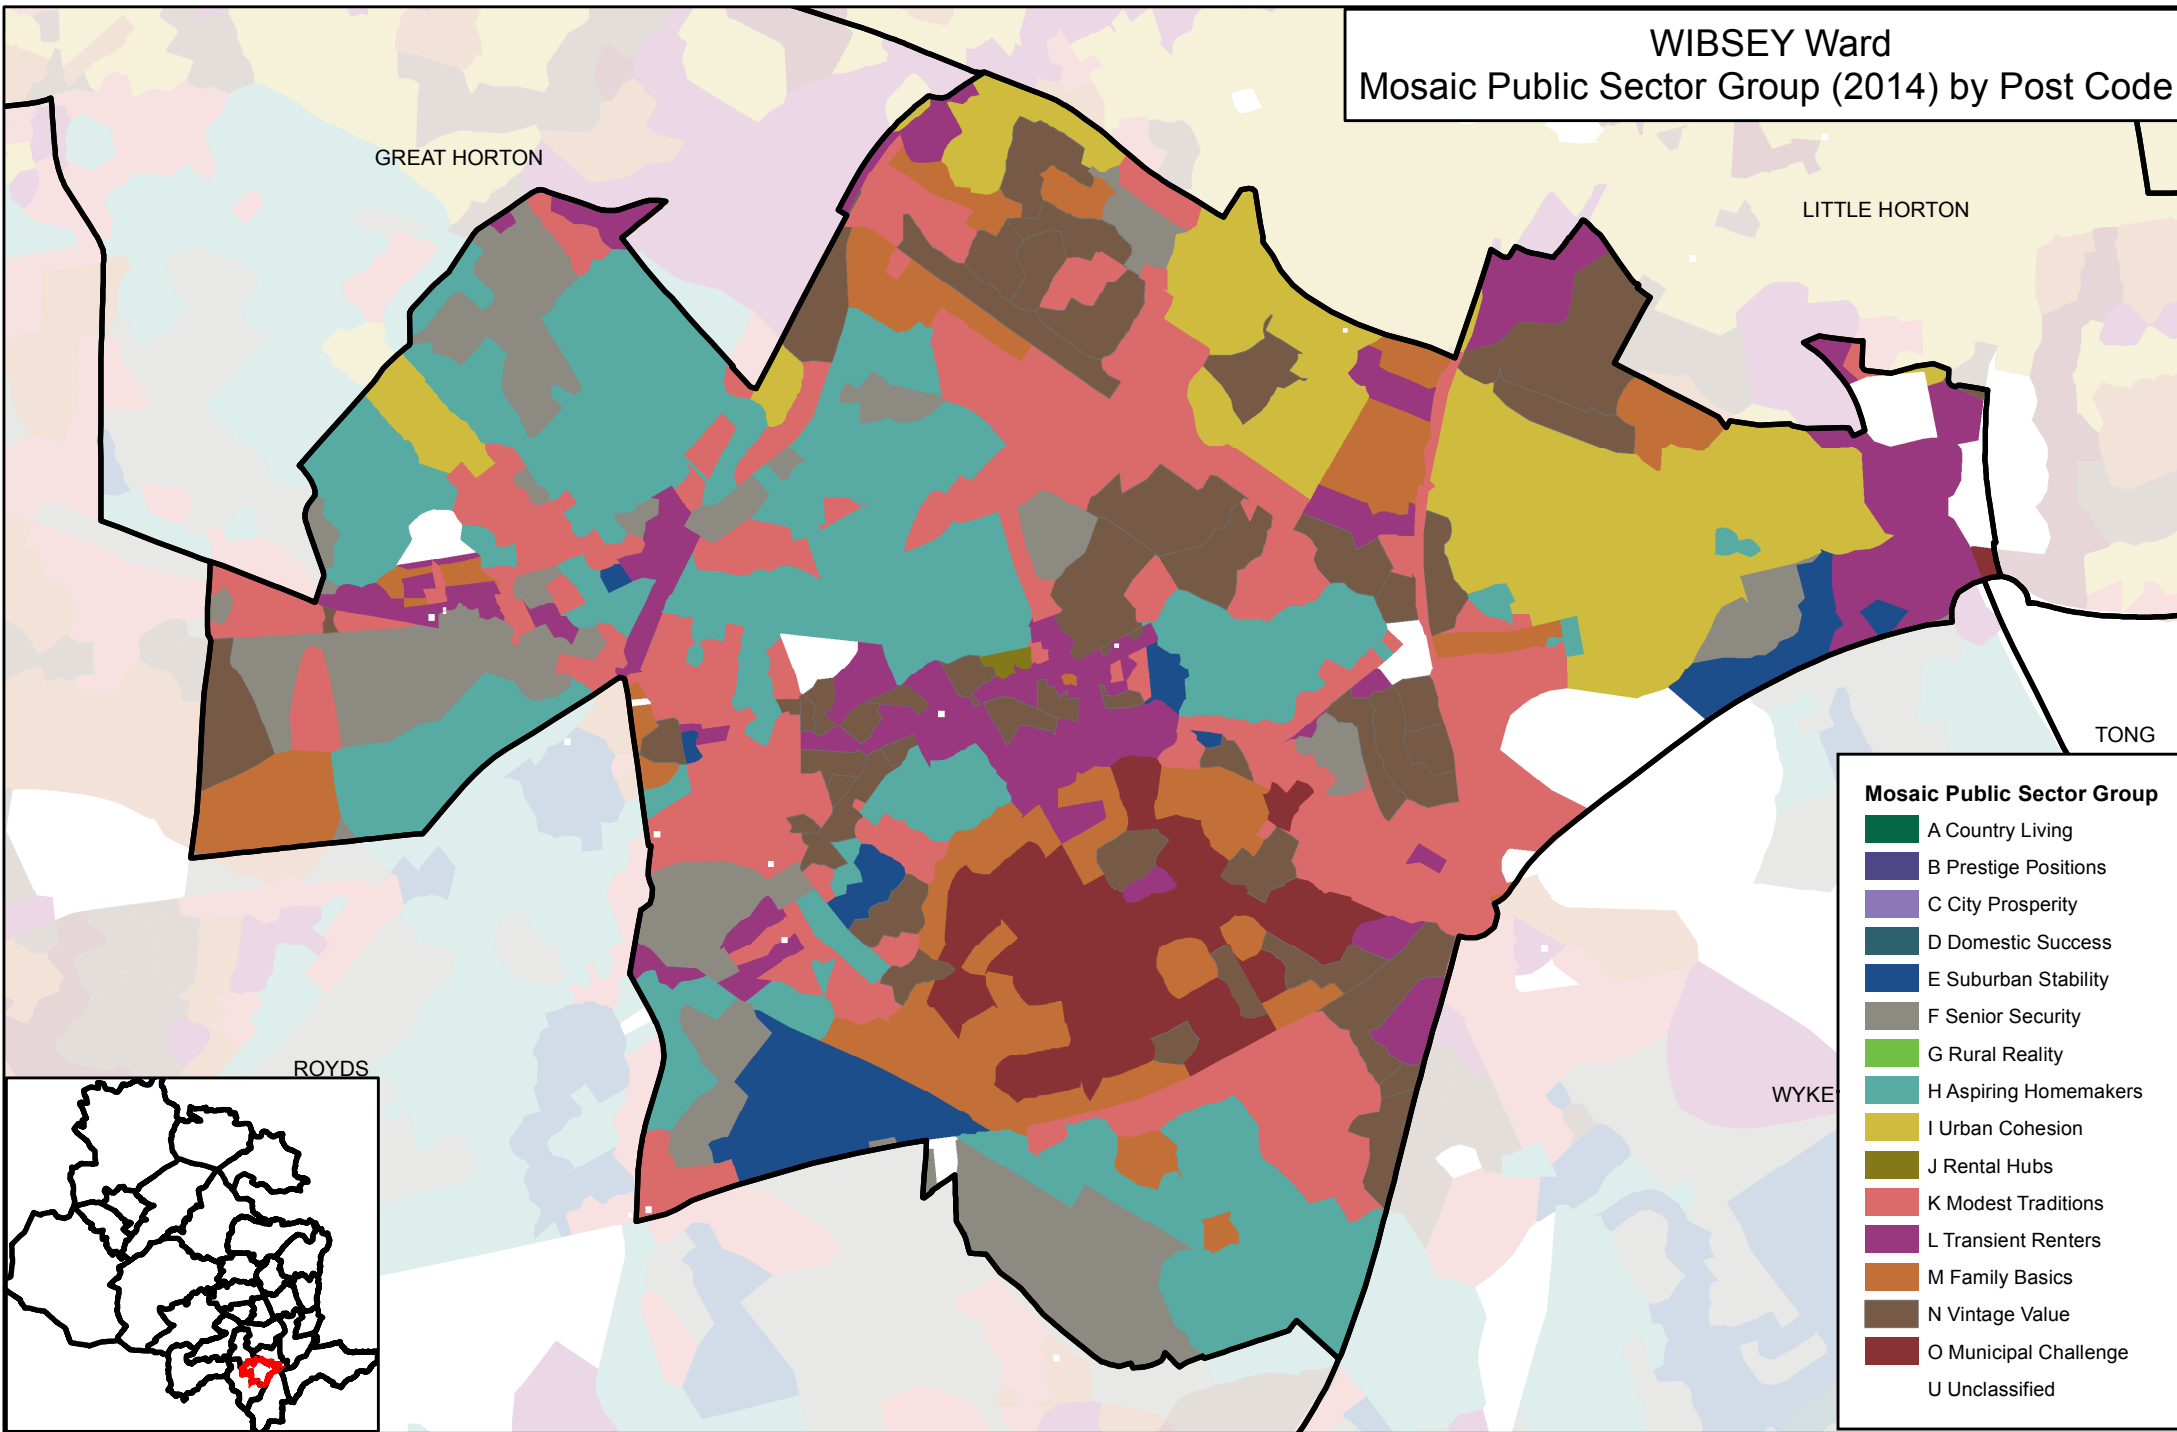 WIBSEY Ward
Mosaic Public Sector Group (2014) by Post Code
GREAT HORTON
LITTLE HORTON
TONG
ROYDS
WYKE
Mosaic Public Sector Group
A Country Living
B Prestige Positions
C City Prosperity
D Domestic Success
E Suburban Stability
F Senior Security
G Rural Reality
H Aspiring Homemakers
I Urban Cohesion
J Rental Hubs
K Modest Traditions
L Transient Renters
M Family Basics
N Vintage Value
O Municipal Challenge
U Unclassified